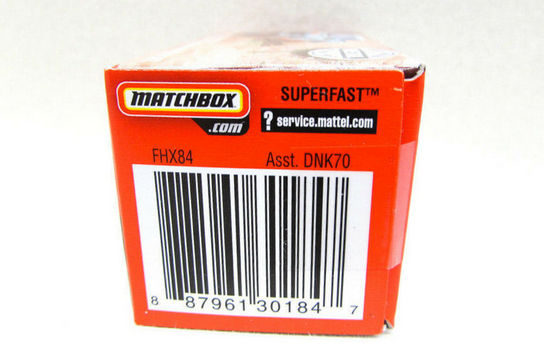 MATCHBOX
.COM
SUPERFAST™
? service.mattel.com
FHX84 Asst. DNK70
8 87961 30184 7